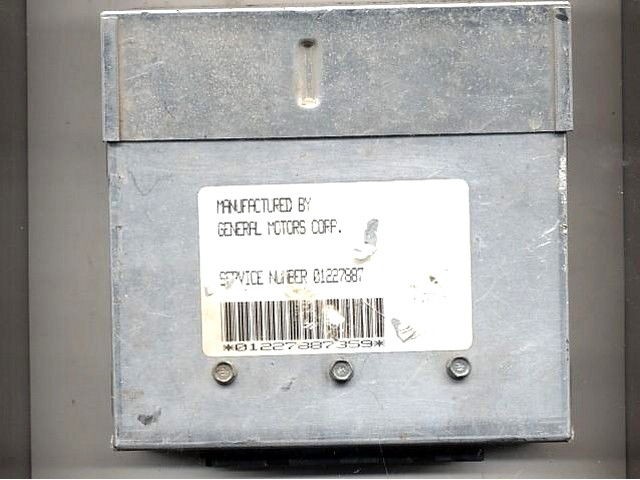 MANUFACTURED BY
GENERAL MOTORS CORP.
SERVICE NUMBER 01227887
*01227887359*